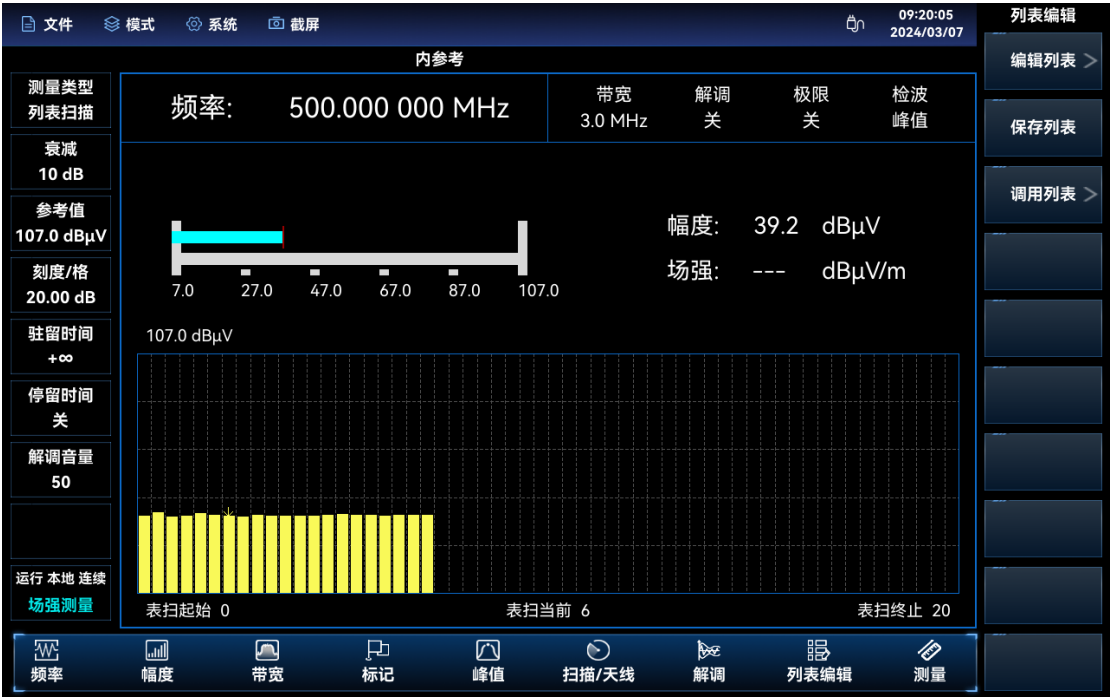 文件 模式 系统 截屏 09:20:05
2024/03/07
内参考
测量类型
列表扫描
衰减
10 dB
参考值
107.0 dBμV
刻度/格
20.00 dB
驻留时间
+∞
停留时间
关
解调音量
50
运行 本地 连续
场强测量
频率: 500.000 000 MHz
带宽 解调 极限 检波
3.0 MHz 关 关 峰值
幅度: 39.2 dBμV
场强: --- dBμV/m
7.0 27.0 47.0 67.0 87.0 107.0
107.0 dBμV
表扫起始 0 表扫当前 6 表扫终止 20
列表编辑
编辑列表 >
保存列表
调用列表 >
频率 幅度 带宽 标记 峰值 扫描/天线 解调 列表编辑 测量